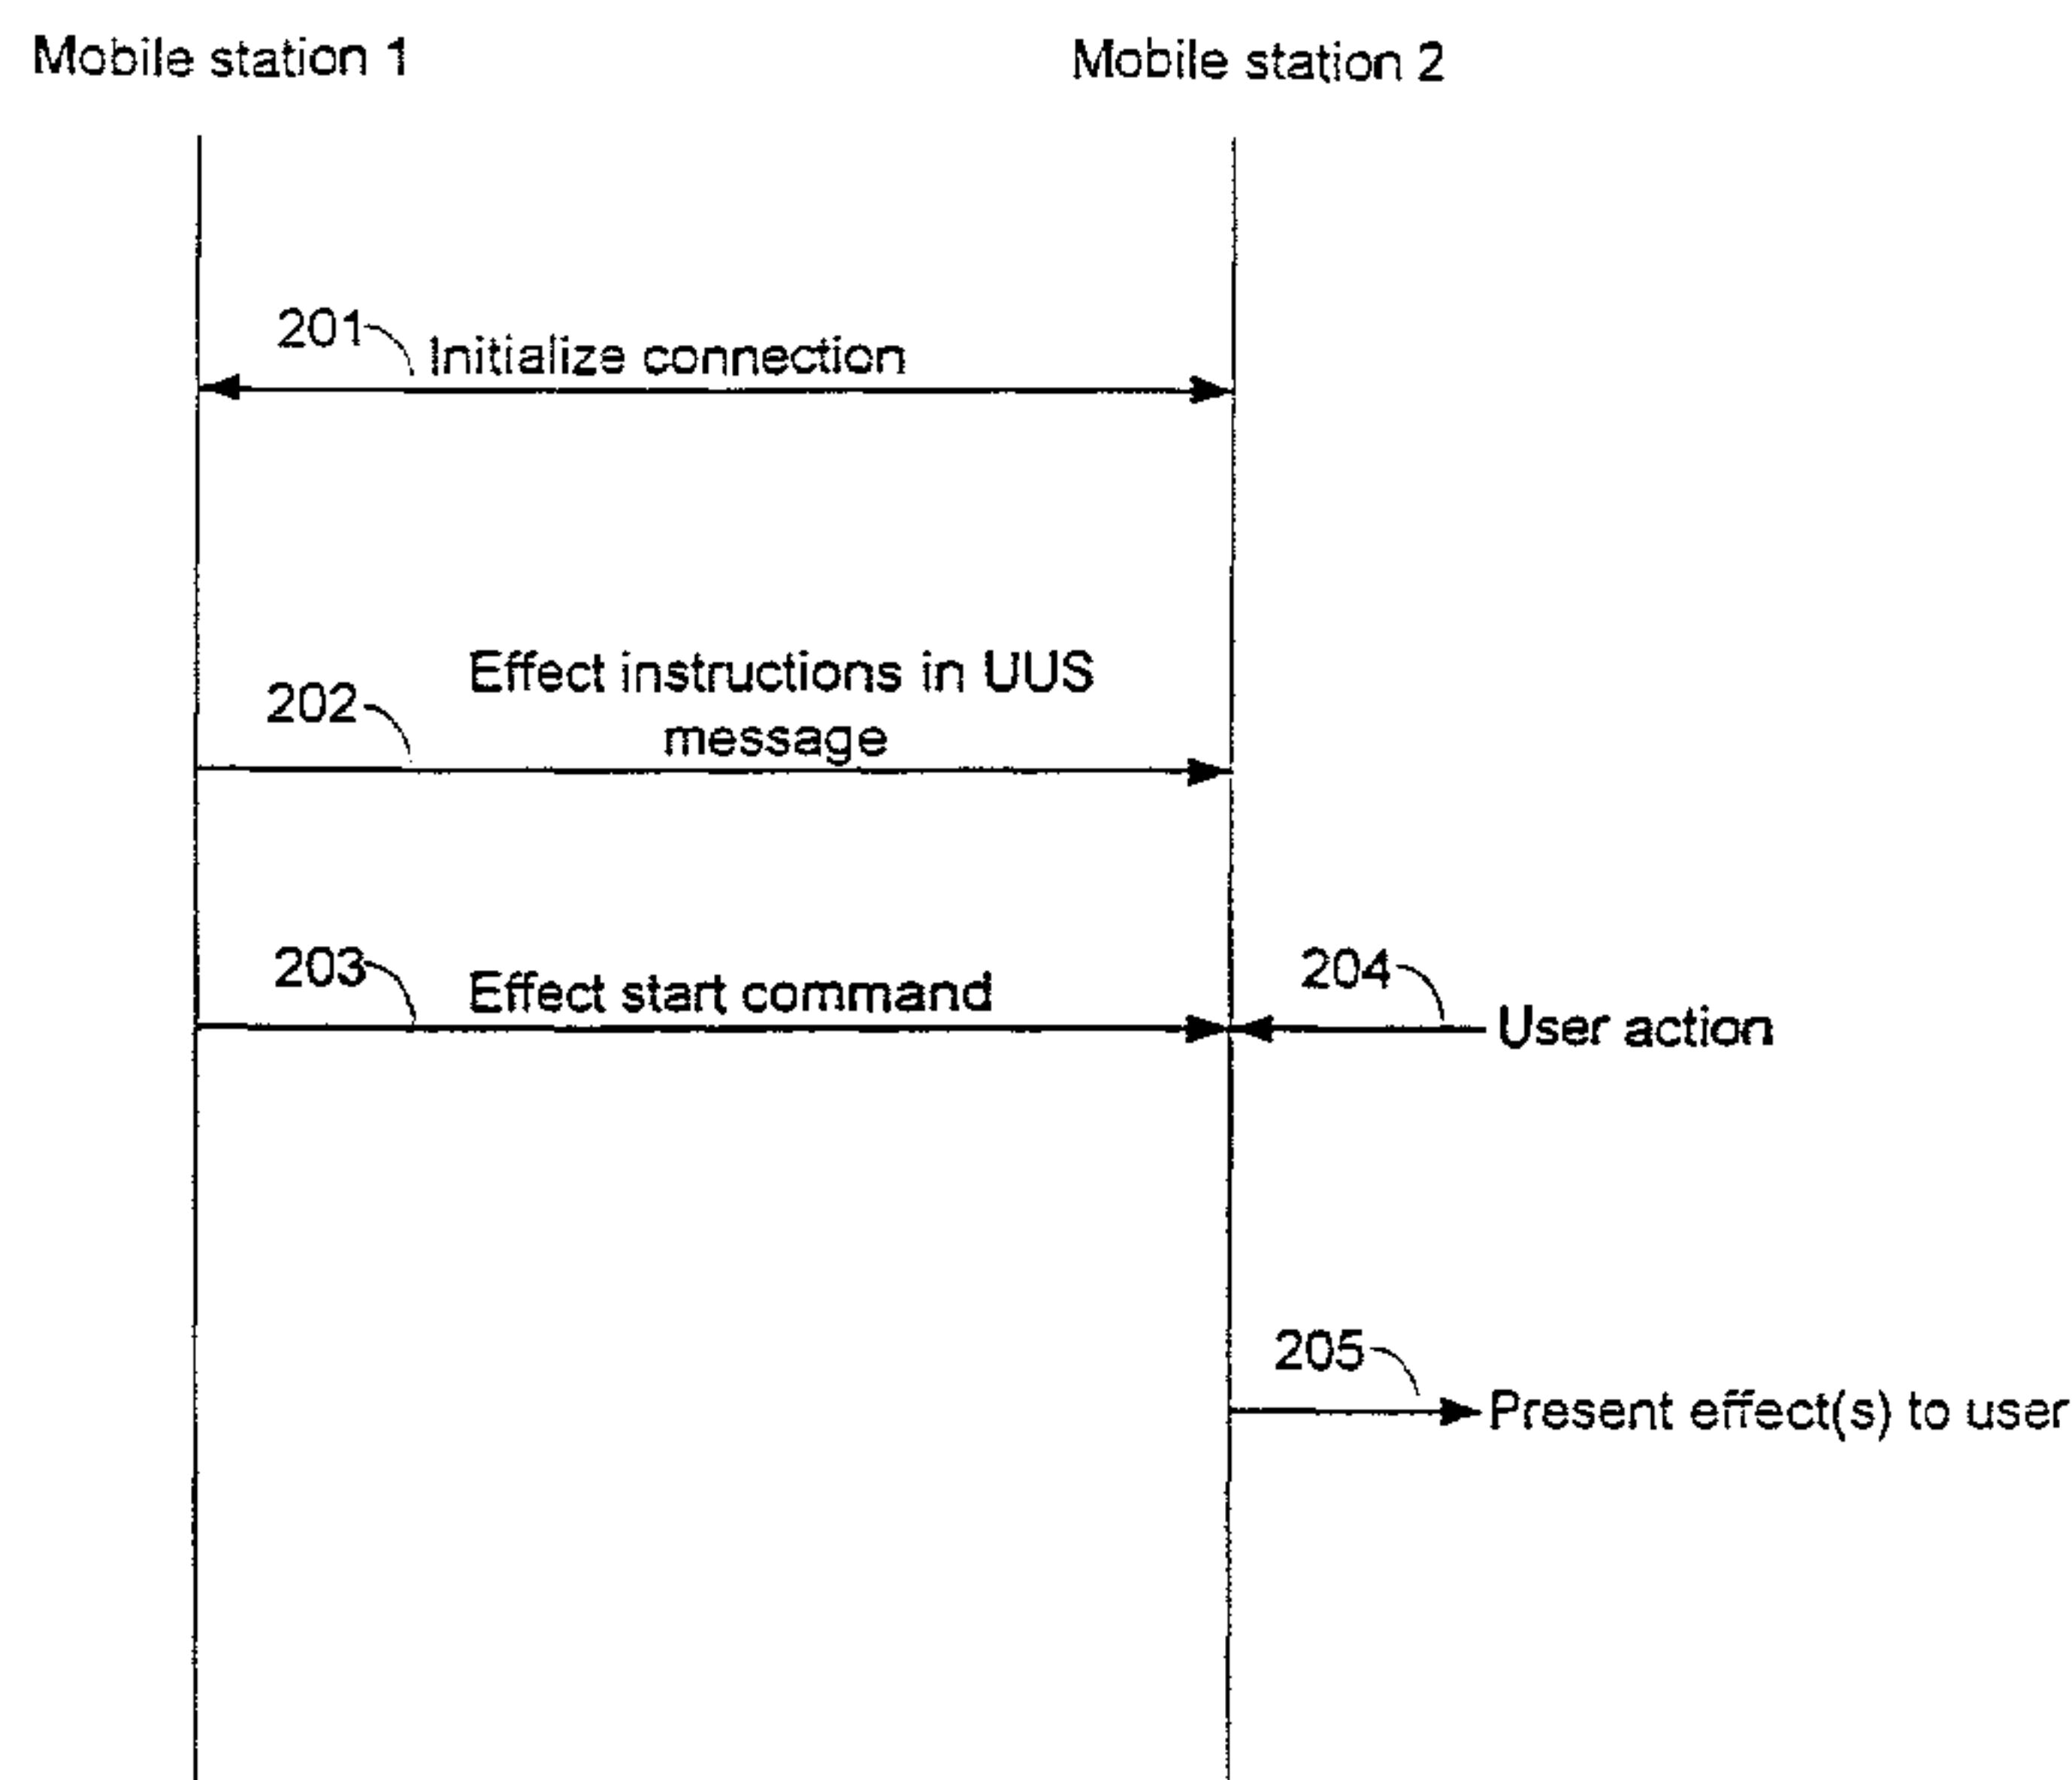 Mobile station 1
Mobile station 2
201
Initialize connection
Effect instructions in UUS
message
202
203
Effect start command
204
User action
205
Present effect(s) to user